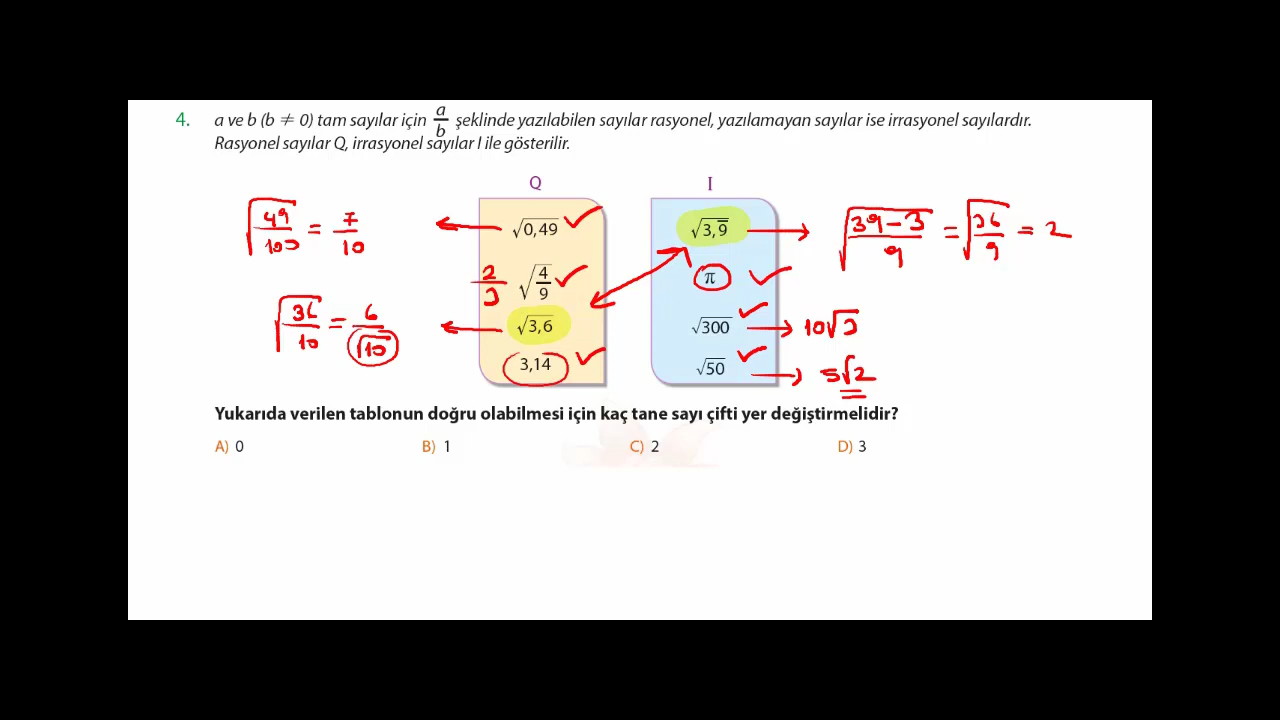 4. a ve b (b ≠ 0) tam sayılar için a/b şeklinde yazılabilen sayılar rasyonel, yazılamayan sayılar ise irrasyonel sayılardır.
Rasyonel sayılar Q, irrasyonel sayılar I ile gösterilir.
Q I
√49/100 = 7/10 √0,49 √3,9̅ √39-3/9 = √36/9 = 2
2/3 √4/9 π
√36/10 = 6/√10 √3,6 √300 10√3
3,14 √50 5√2
Yukarıda verilen tablonun doğru olabilmesi için kaç tane sayı çifti yer değiştirmelidir?
A) 0 B) 1 C) 2 D) 3